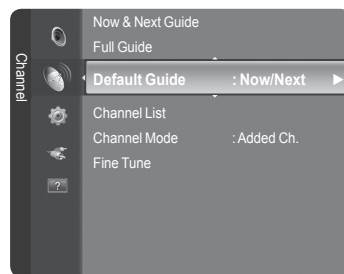 Channel
Now & Next Guide
Full Guide
Default Guide : Now/Next
Channel List
Channel Mode : Added Ch.
Fine Tune
?